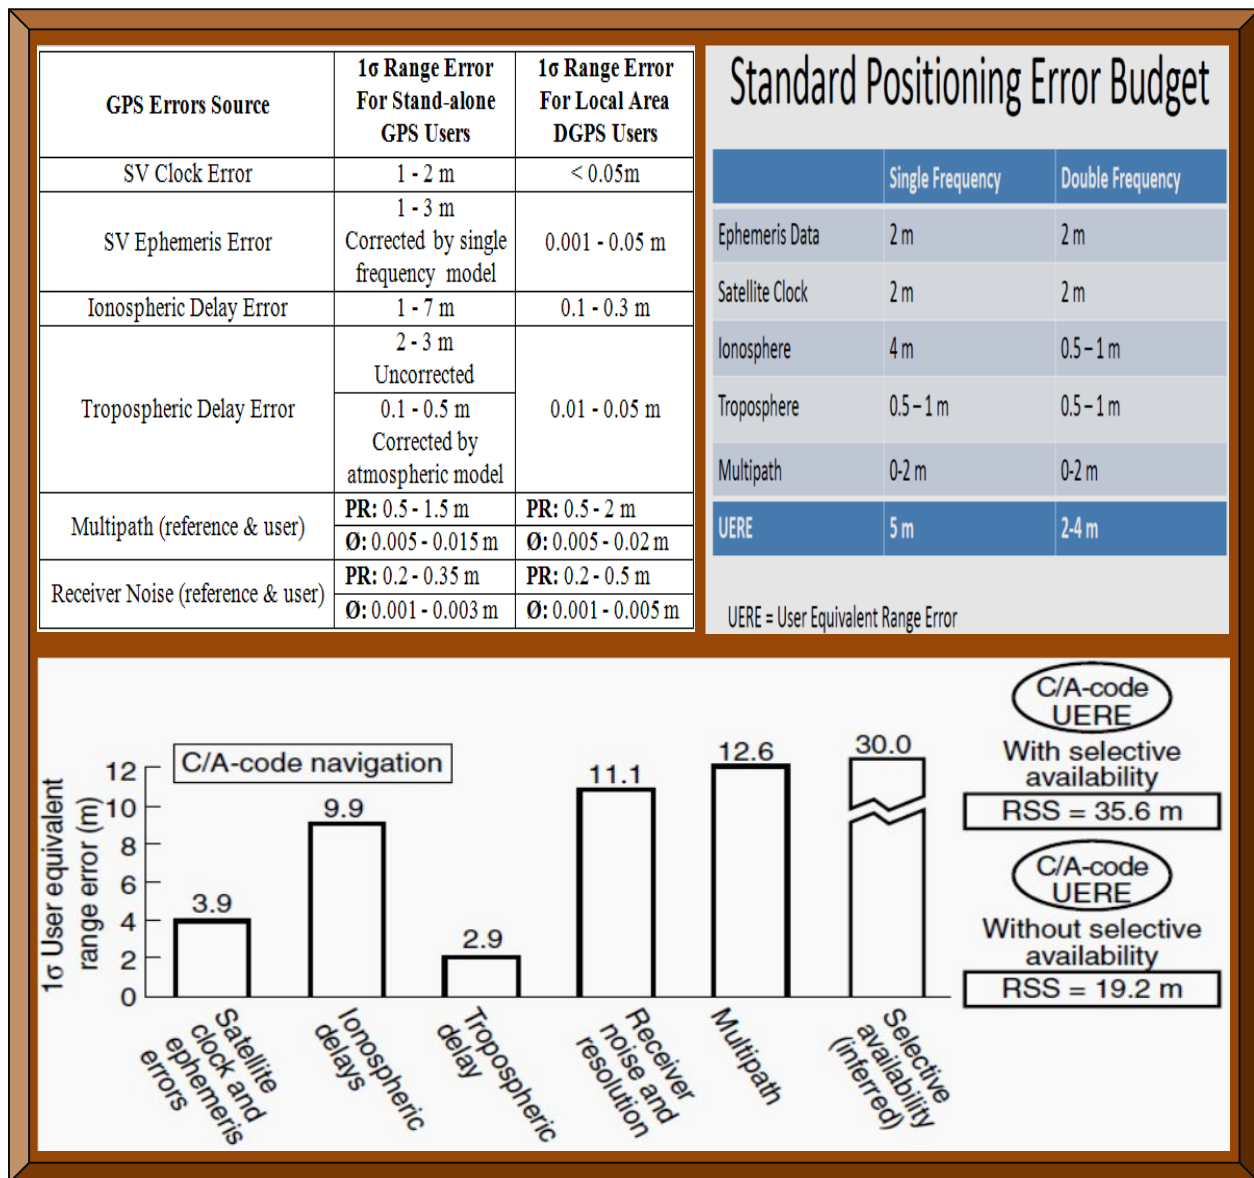 GPS Errors Source
1σ Range Error
For Stand-alone
GPS Users
1σ Range Error
For Local Area
DGPS Users
SV Clock Error
1 - 2 m
< 0.05m
SV Ephemeris Error
1 - 3 m
Corrected by single
frequency model
0.001 - 0.05 m
Ionospheric Delay Error
1 - 7 m
0.1 - 0.3 m
Tropospheric Delay Error
2 - 3 m
Uncorrected
0.1 - 0.5 m
Corrected by
atmospheric model
0.01 - 0.05 m
Multipath (reference & user)
PR: 0.5 - 1.5 m
PR: 0.5 - 2 m
Ø: 0.005 - 0.015 m
Ø: 0.005 - 0.02 m
Receiver Noise (reference & user)
PR: 0.2 - 0.35 m
PR: 0.2 - 0.5 m
Ø: 0.001 - 0.003 m
Ø: 0.001 - 0.005 m
Standard Positioning Error Budget
Single Frequency
Double Frequency
Ephemeris Data
2 m
2 m
Satellite Clock
2 m
2 m
Ionosphere
4 m
0.5 – 1 m
Troposphere
0.5 – 1 m
0.5 – 1 m
Multipath
0-2 m
0-2 m
UERE
5 m
2-4 m
UERE = User Equivalent Range Error
1σ User equivalent
range error (m)
C/A-code navigation
12
10
8
6
4
2
0
3.9
9.9
2.9
11.1
12.6
30.0
Satellite
clock and
ephemeris
errors
Ionospheric
delays
Tropospheric
delay
Receiver
noise and
resolution
Multipath
Selective
availability
(inferred)
C/A-code
UERE
With selective
availability
RSS = 35.6 m
C/A-code
UERE
Without selective
availability
RSS = 19.2 m